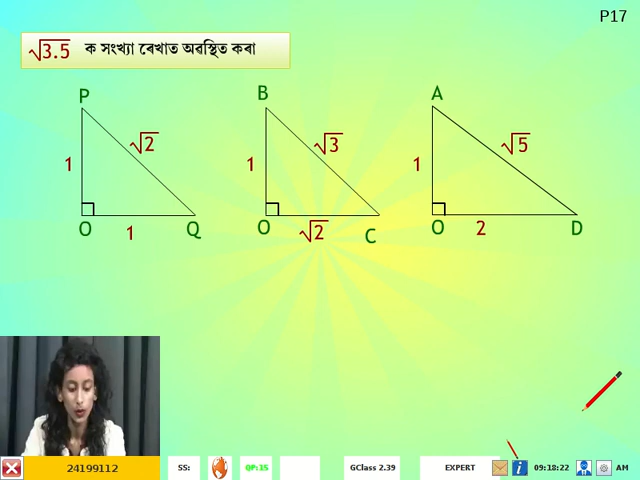 P17
√3.5 ক সংখ্যা ৰেখাত অৱস্থিত কৰা
P B A
1 √2 1 √3 1 √5
O 1 Q O √2 C O 2 D
24199112 SS: QF:15 GClass 2.39 EXPERT 09:18:22 AM